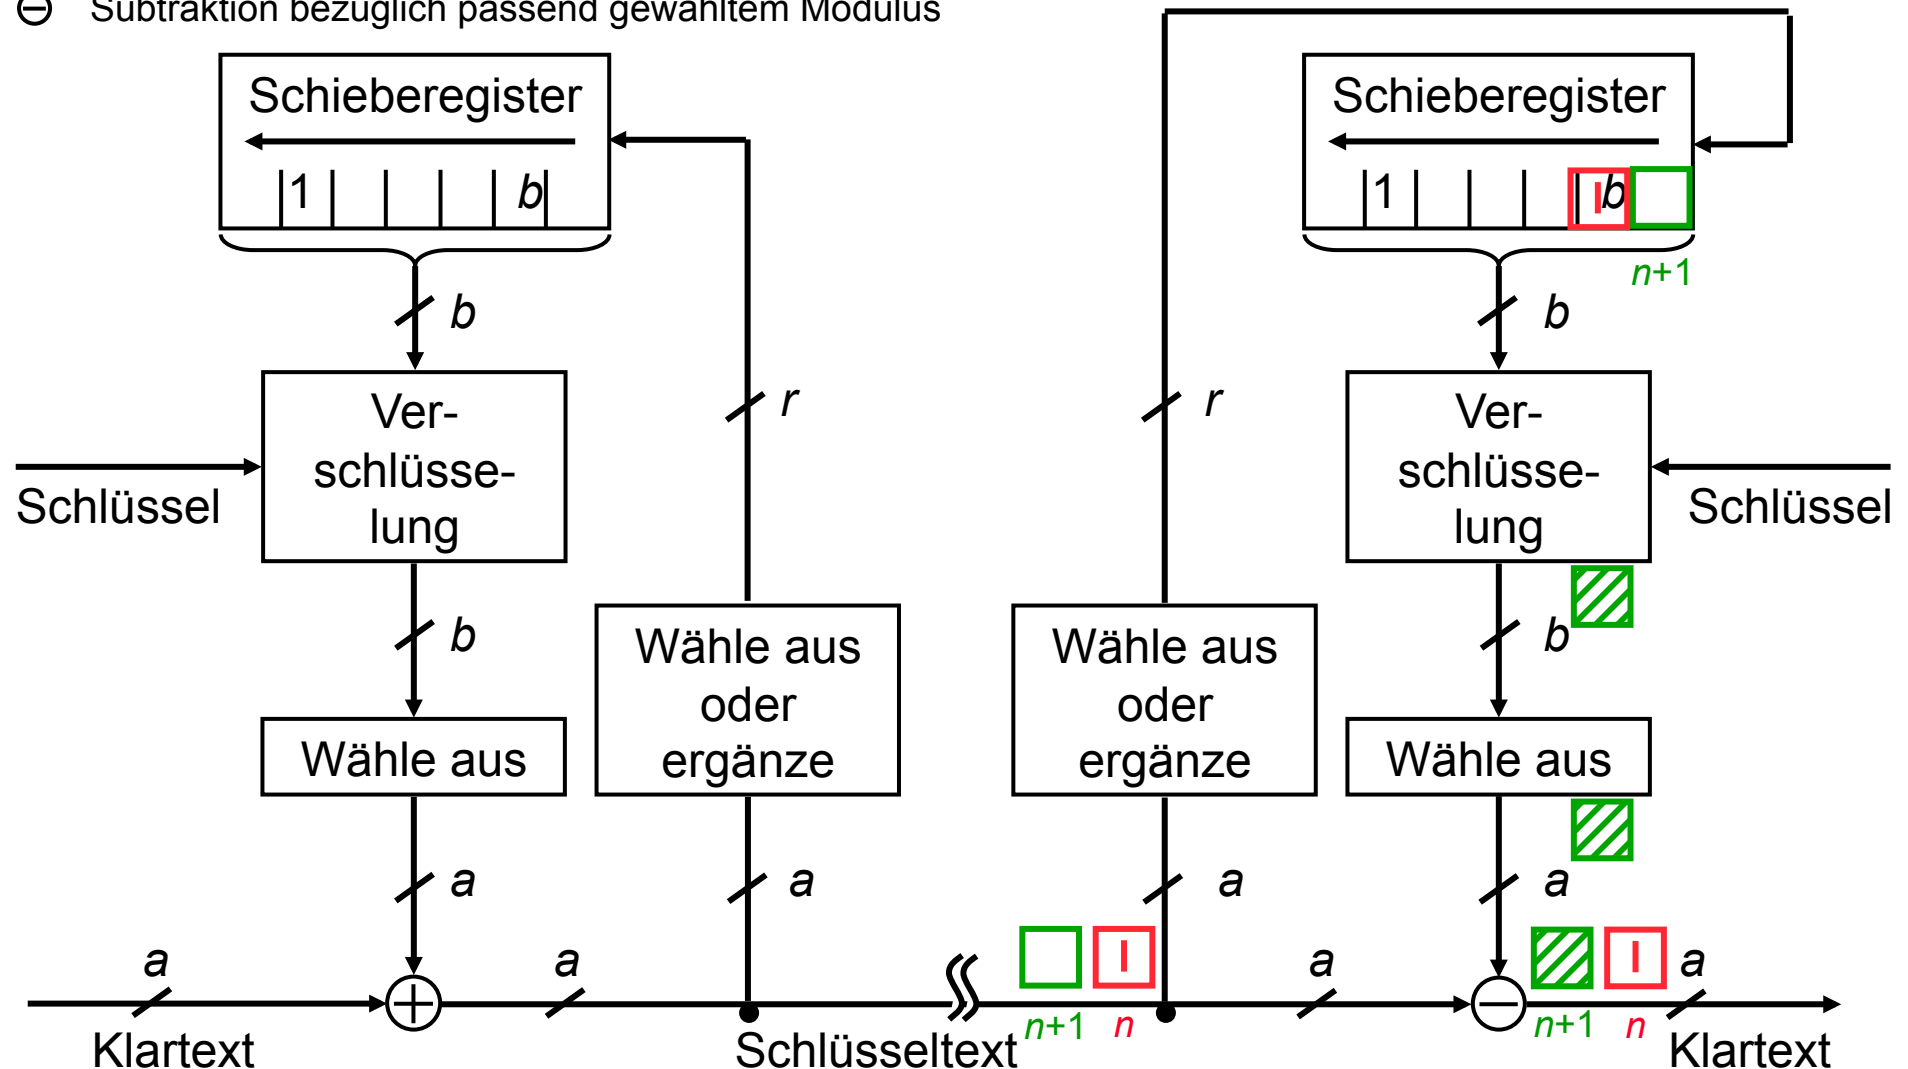 ⊖ Subtraktion bezüglich passend gewähltem Modulus
Schieberegister
1 b
b
Ver-
schlüsse-
lung
Schlüssel
b
Wähle aus
a
r
Wähle aus
oder
ergänze
a
a
a
Klartext
Schlüsseltext
Schieberegister
1 b
n+1
b
r
Ver-
schlüsse-
lung
Schlüssel
b
Wähle aus
oder
ergänze
Wähle aus
a
a
a
a
n+1 n
n+1 n
Klartext